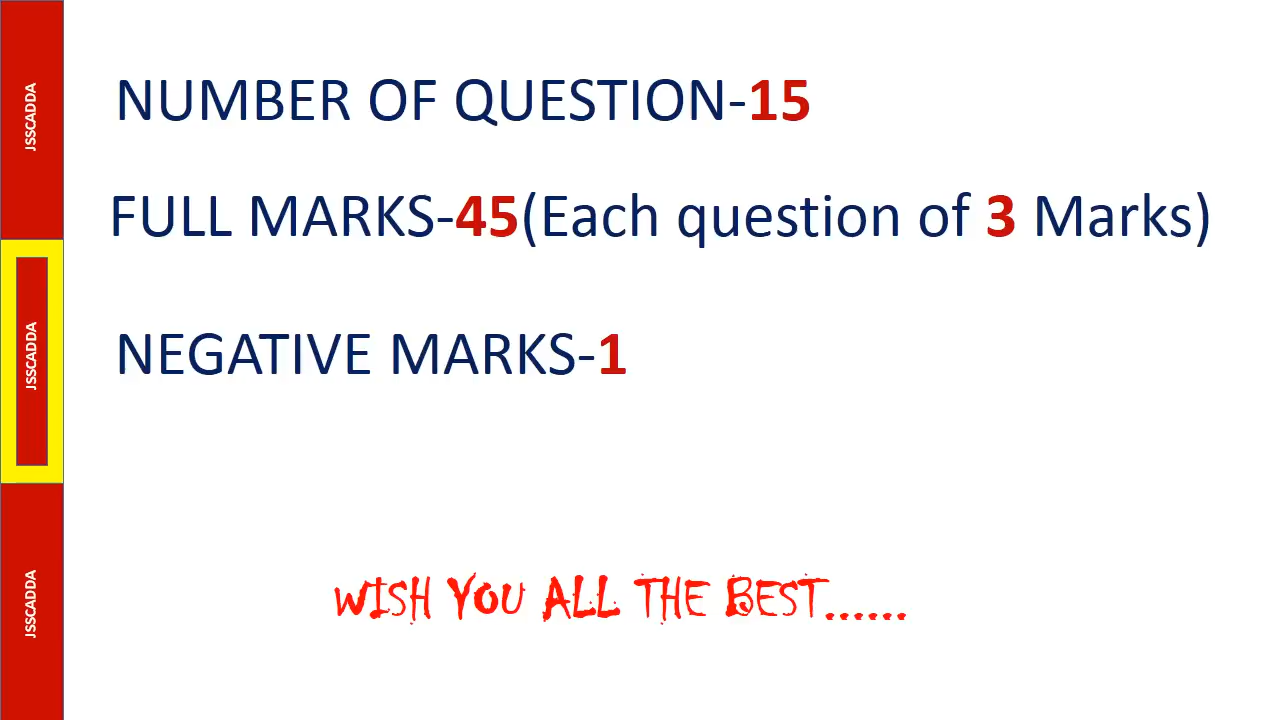 JSSCADDA
NUMBER OF QUESTION-15
FULL MARKS-45(Each question of 3 Marks)
JSSCADDA
NEGATIVE MARKS-1
JSSCADDA
WISH YOU ALL THE BEST......